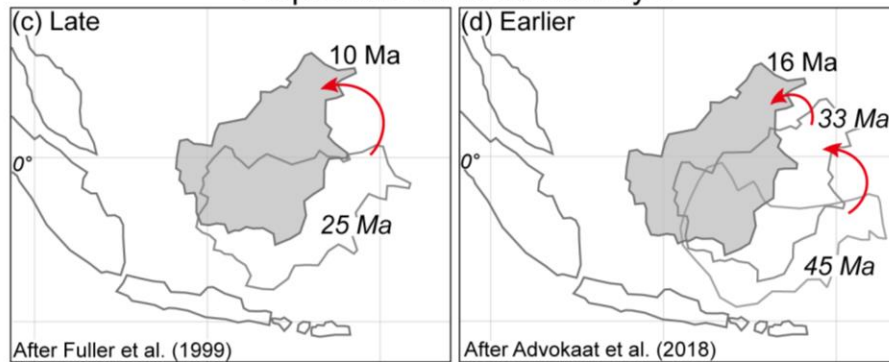 (c) Late
10 Ma
0°
25 Ma
After Fuller et al. (1999)
(d) Earlier
16 Ma
33 Ma
0°
45 Ma
After Advokaat et al. (2018)